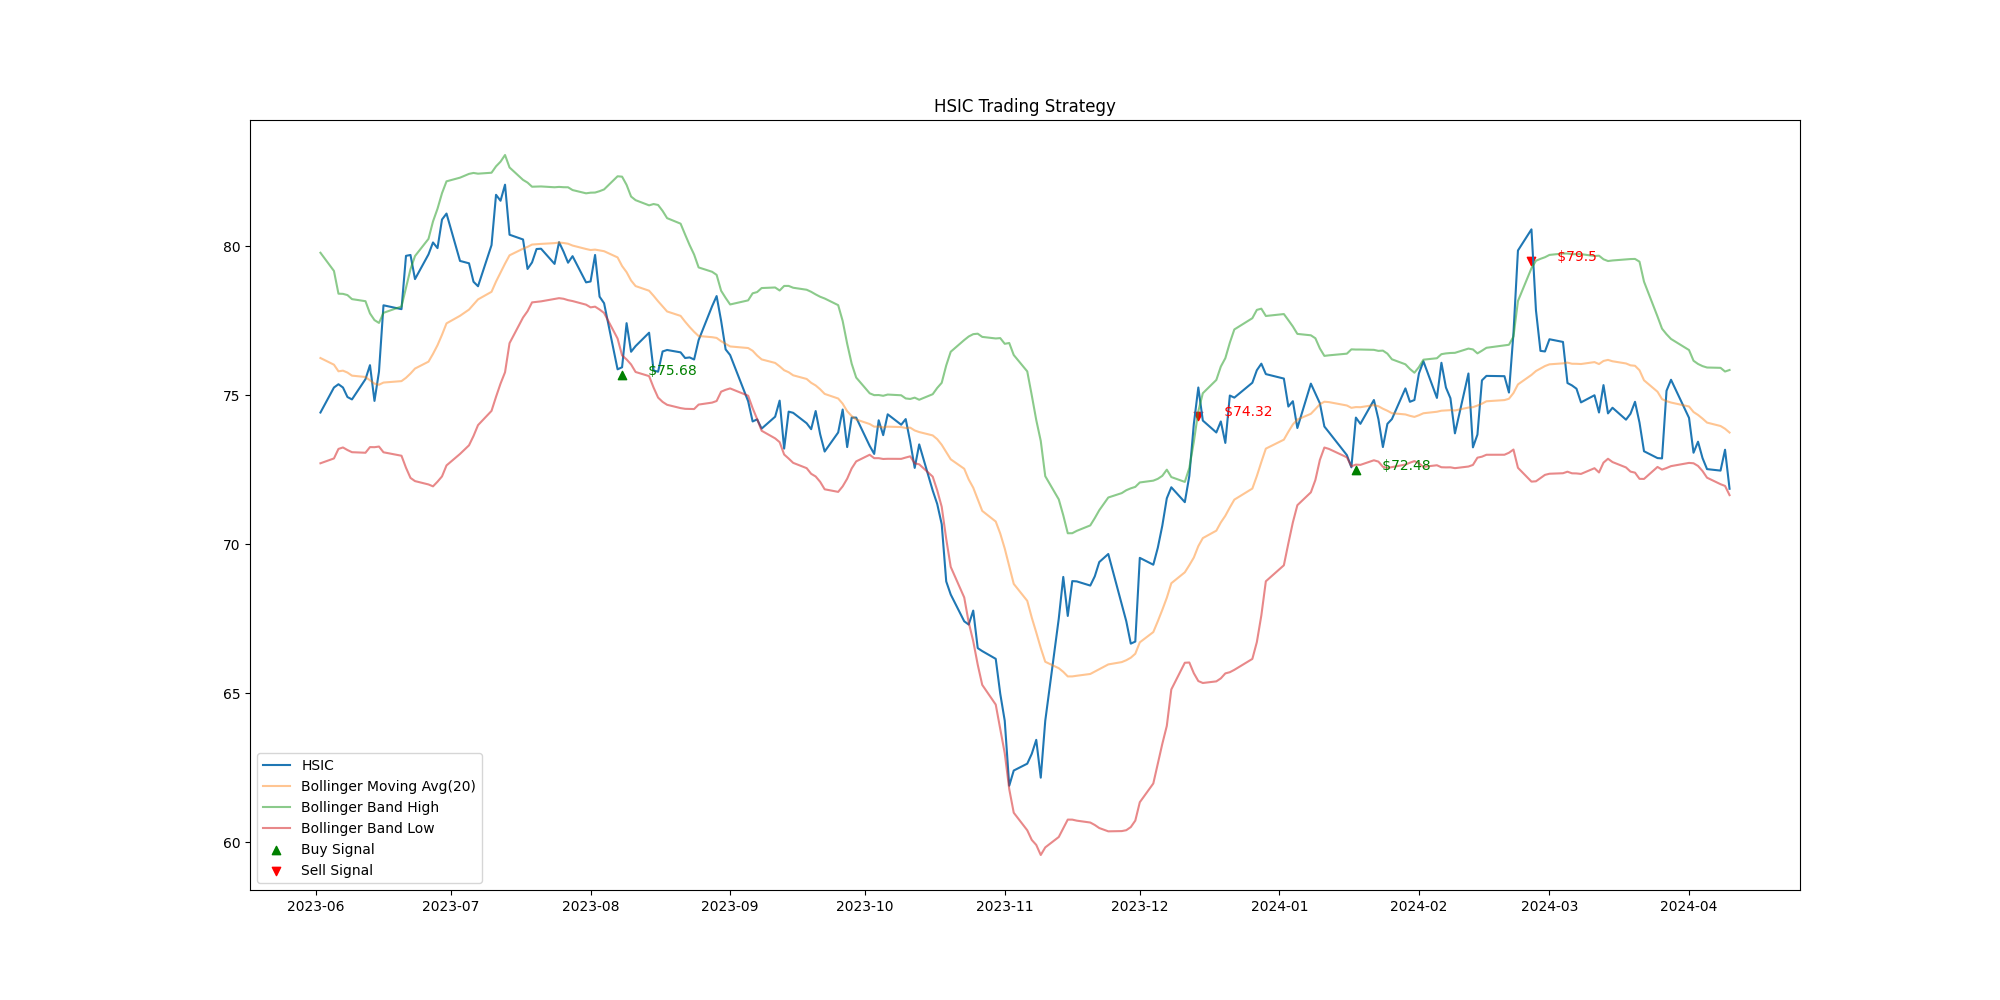 HSIC Trading Strategy
80
75
70
65
60
$75.68
$74.32
$72.48
$79.5
HSIC
Bollinger Moving Avg(20)
Bollinger Band High
Bollinger Band Low
Buy Signal
Sell Signal
2023-06 2023-07 2023-08 2023-09 2023-10 2023-11 2023-12 2024-01 2024-02 2024-03 2024-04